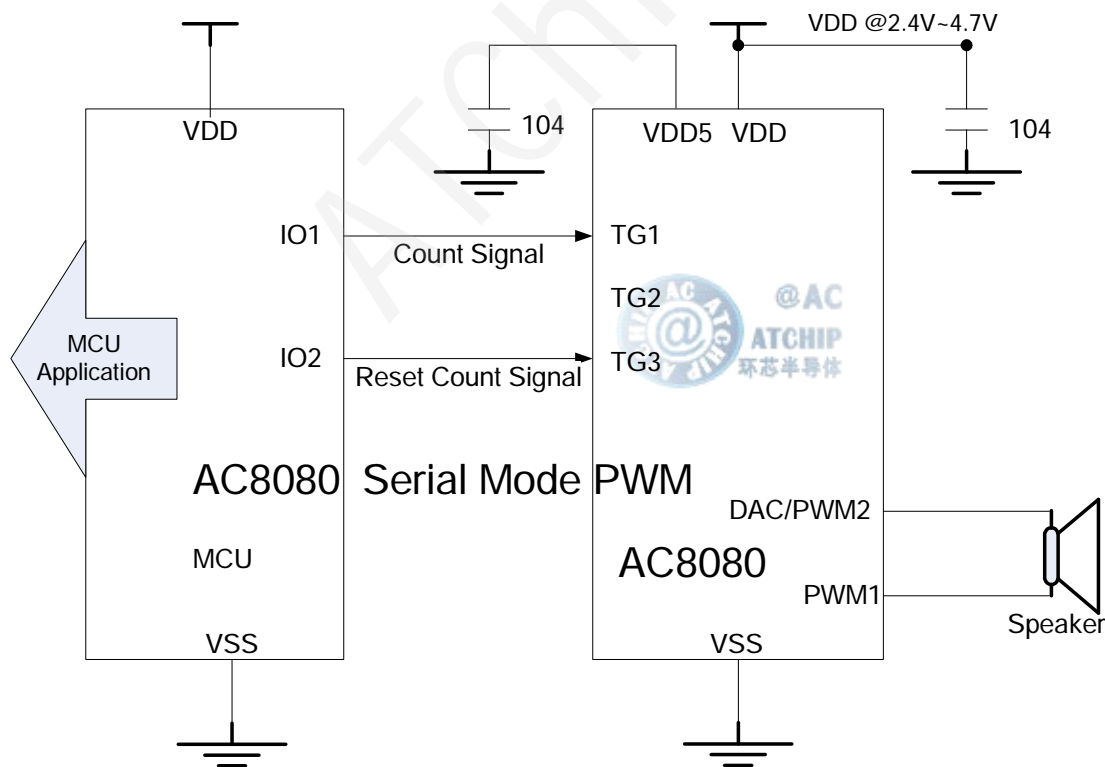 VDD @2.4V~4.7V
VDD
104
VDD5 VDD
104
IO1
Count Signal
TG1
TG2
@AC
ATCHIP
环芯半导体
MCU
Application
IO2
Reset Count Signal
TG3
AC8080 Serial Mode PWM
DAC/PWM2
MCU
AC8080
PWM1
Speaker
VSS
VSS